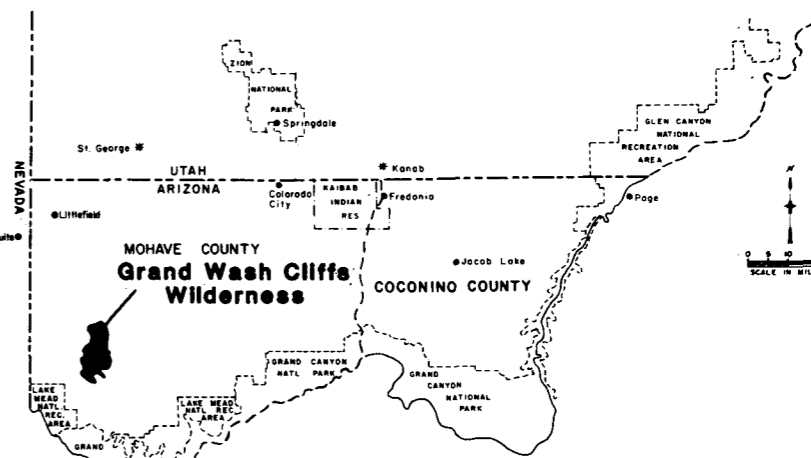 ZION
NATIONAL
PARK
Springdale
GLEN CANYON
NATIONAL
RECREATION
AREA
St. George
NEVADA
UTAH
ARIZONA
Kanab
Colorado
City
KAIBAB
INDIAN
RES
Fredonia
Page
N
Littlefield
MOHAVE COUNTY
Grand Wash Cliffs
Wilderness
Jacob Lake
COCONINO COUNTY
0 5 10
SCALE IN MIL
GRAND CANYON
NATL PARK
GRAND
CANYON
NATIONAL
PARK
LAKE
MEAD
NATL
REC.
AREA
LAKE MEAD
NATL REC.
AREA
GRAND